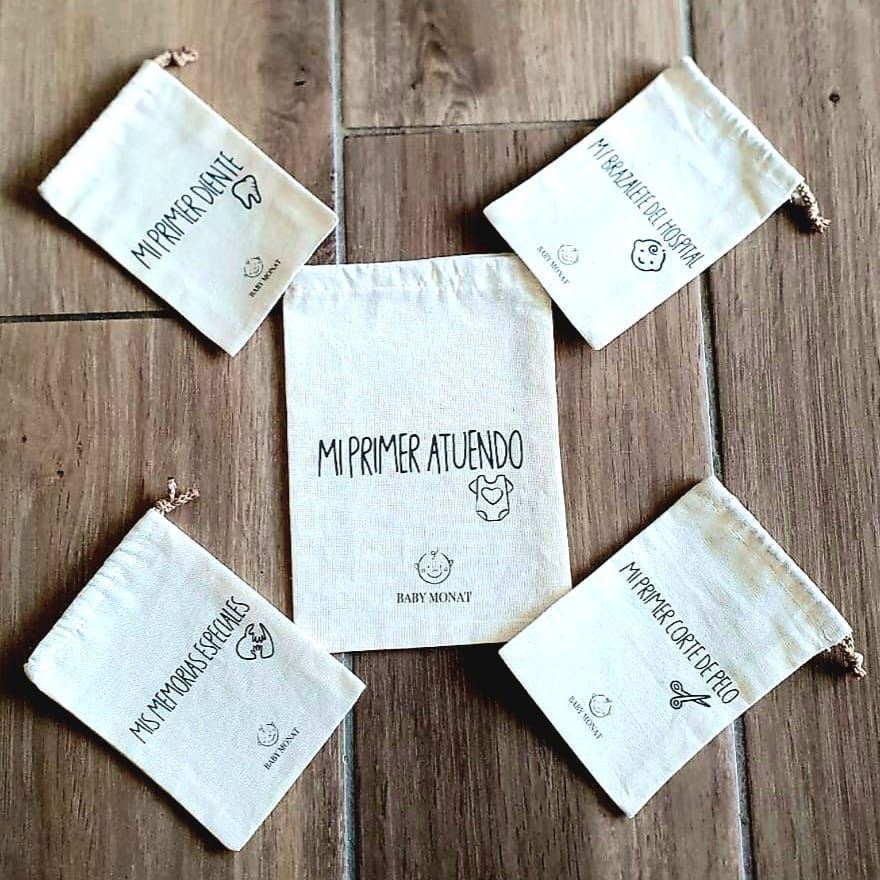 MI PRIMER DIENTE
BABY MONAT
MI BRAZALETE DEL HOSPITAL
BABY MONAT
MI PRIMER ATUENDO
BABY MONAT
MIS MEMORIAS ESPECIALES
BABY MONAT
MI PRIMER CORTE DE PELO
BABY MONAT